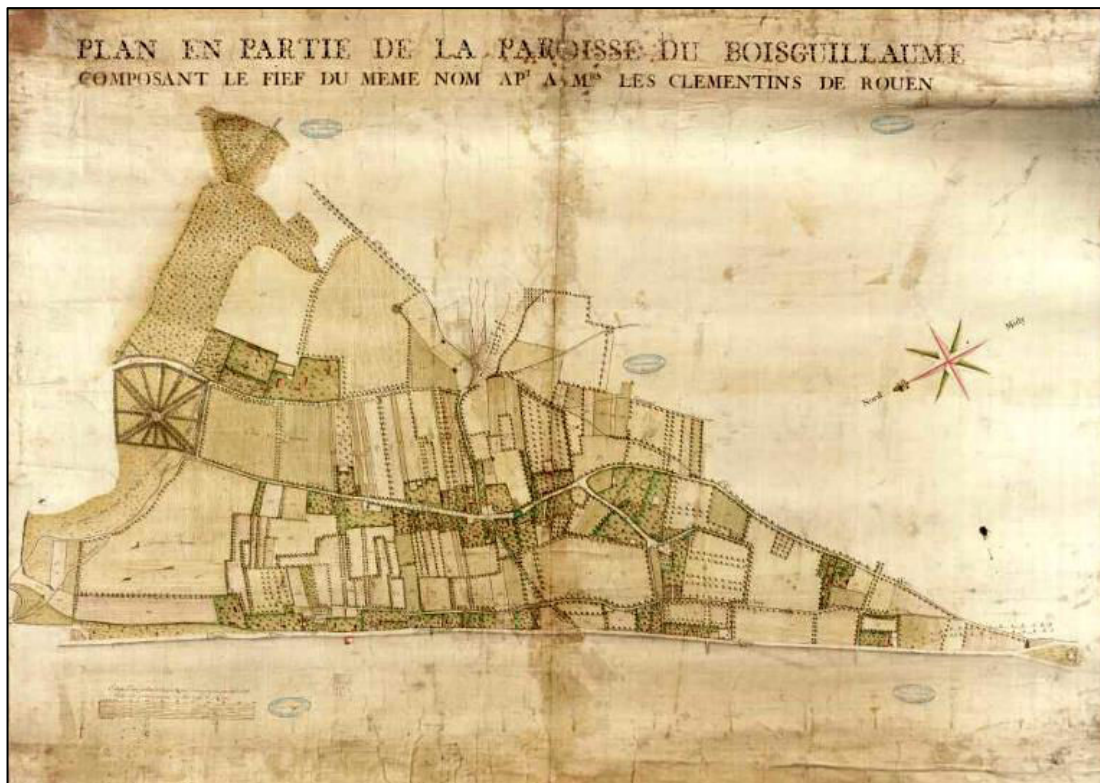 PLAN EN PARTIE DE LA PAROISSE DU BOISGUILLAUME
COMPOSANT LE FIEF DU MEME NOM APT A MRS LES CLEMENTINS DE ROUEN
Midy
Nord